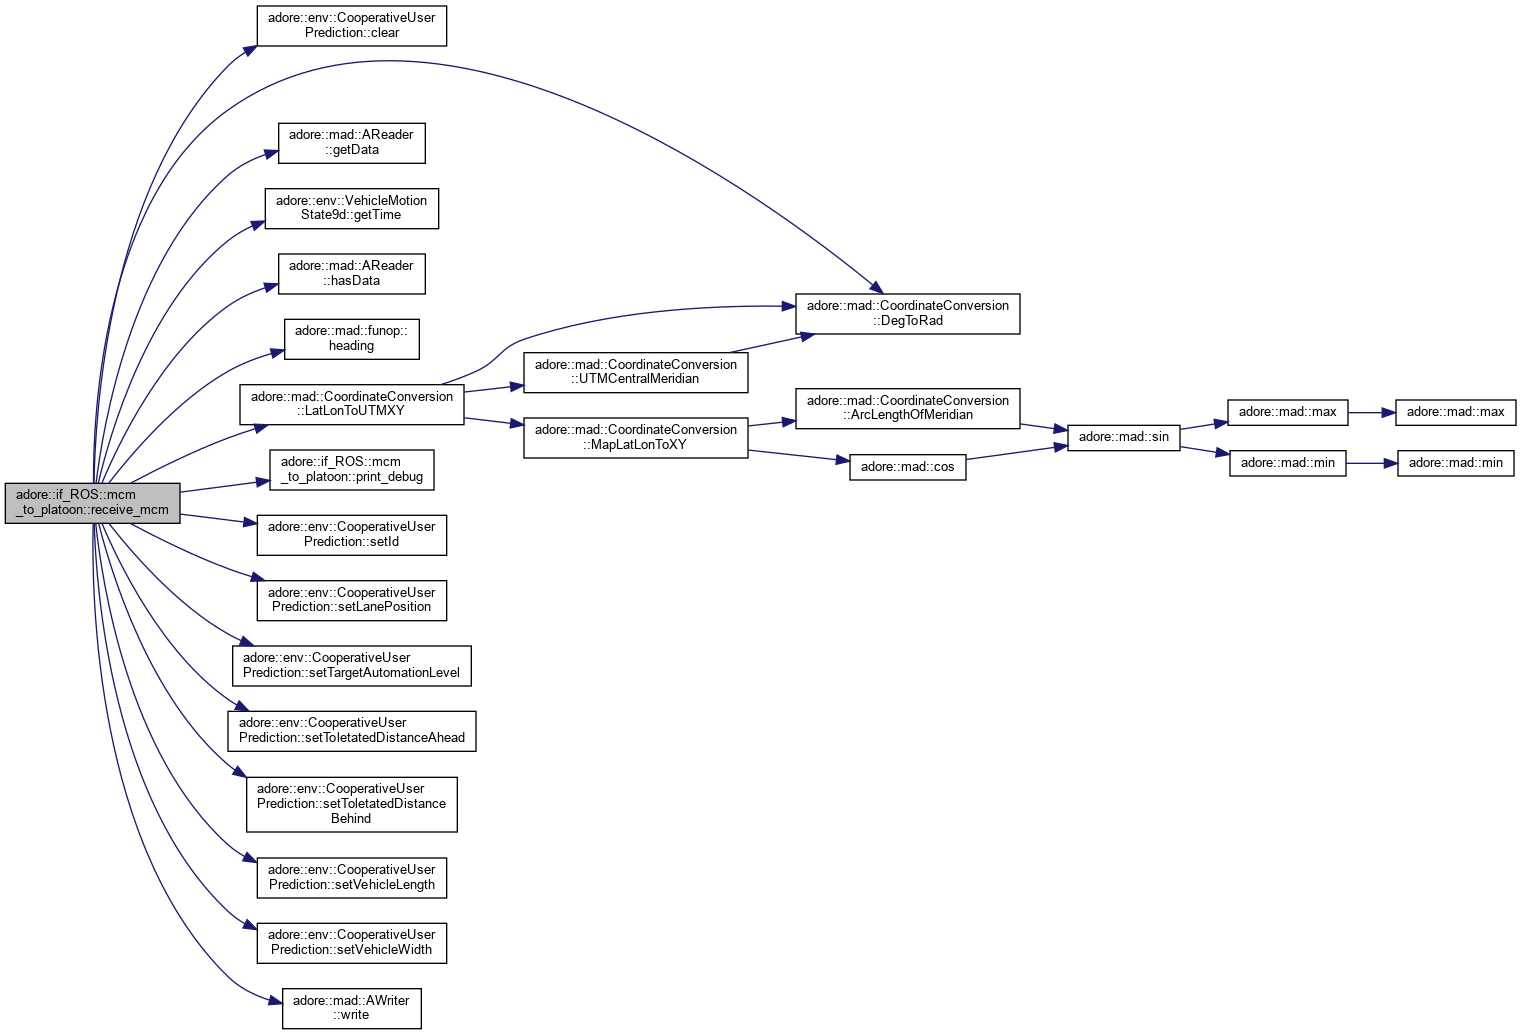 adore::env::CooperativeUser
Prediction::clear
adore::mad::AReader
::getData
adore::env::VehicleMotion
State9d::getTime
adore::mad::AReader
::hasData
adore::mad::funop::
heading
adore::mad::CoordinateConversion
::LatLonToUTMXY
adore::if_ROS::mcm
_to_platoon::print_debug
adore::if_ROS::mcm
_to_platoon::receive_mcm
adore::env::CooperativeUser
Prediction::setId
adore::env::CooperativeUser
Prediction::setLanePosition
adore::env::CooperativeUser
Prediction::setTargetAutomationLevel
adore::env::CooperativeUser
Prediction::setToletatedDistanceAhead
adore::env::CooperativeUser
Prediction::setToletatedDistance
Behind
adore::env::CooperativeUser
Prediction::setVehicleLength
adore::env::CooperativeUser
Prediction::setVehicleWidth
adore::mad::AWriter
::write
adore::mad::CoordinateConversion
::DegToRad
adore::mad::CoordinateConversion
::UTMCentralMeridian
adore::mad::CoordinateConversion
::MapLatLonToXY
adore::mad::CoordinateConversion
::ArcLengthOfMeridian
adore::mad::cos
adore::mad::sin
adore::mad::max
adore::mad::max
adore::mad::min
adore::mad::min